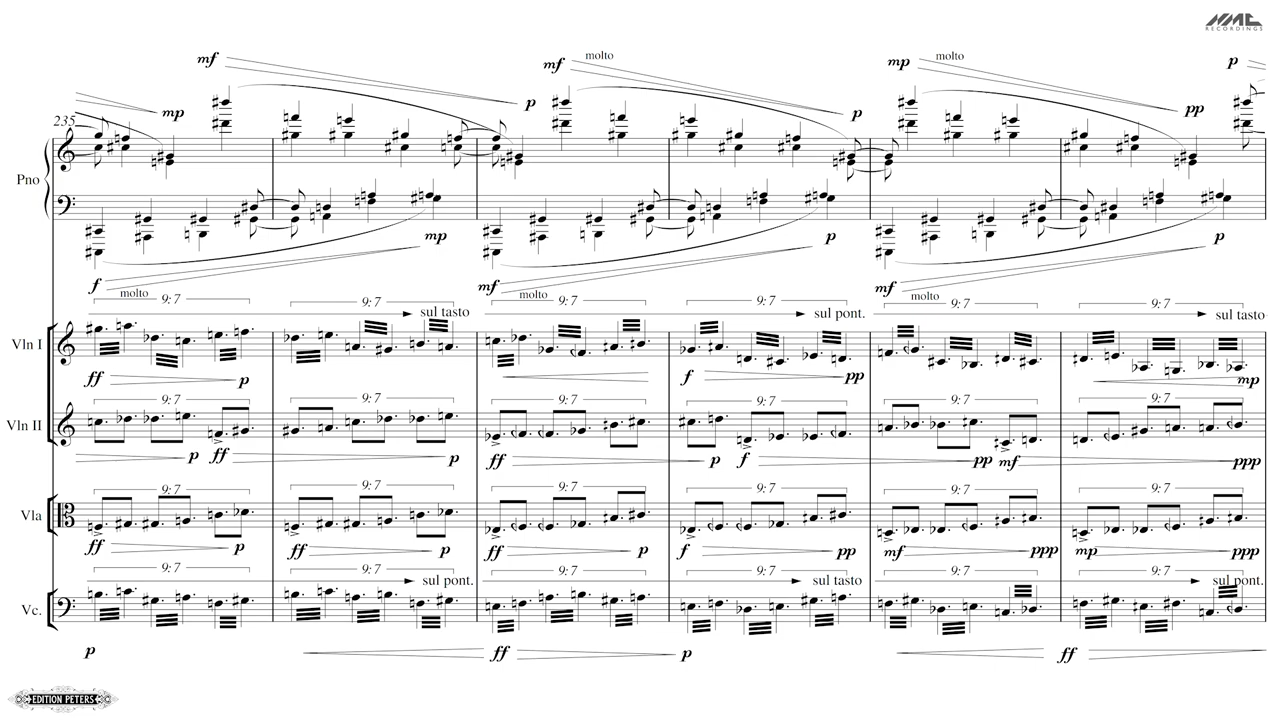 NMC
RECORDINGS
mf mf molto mp molto p
235 mp p p pp
Pno
mp p p
f molto mf molto mf molto
9:7 9:7 sul tasto 9:7 9:7 sul pont. 9:7 9:7 sul tasto
Vln I
ff p f pp mp
9:7 9:7 9:7 9:7 9:7 9:7
Vln II
p ff p ff p f pp mf ppp
9:7 9:7 9:7 9:7 9:7 9:7
Vla
ff p ff p ff p f pp mf ppp mp ppp
9:7 9:7 sul pont. 9:7 9:7 sul tasto 9:7 9:7 sul pont.
Vc.
p ff p ff
EDITION PETERS